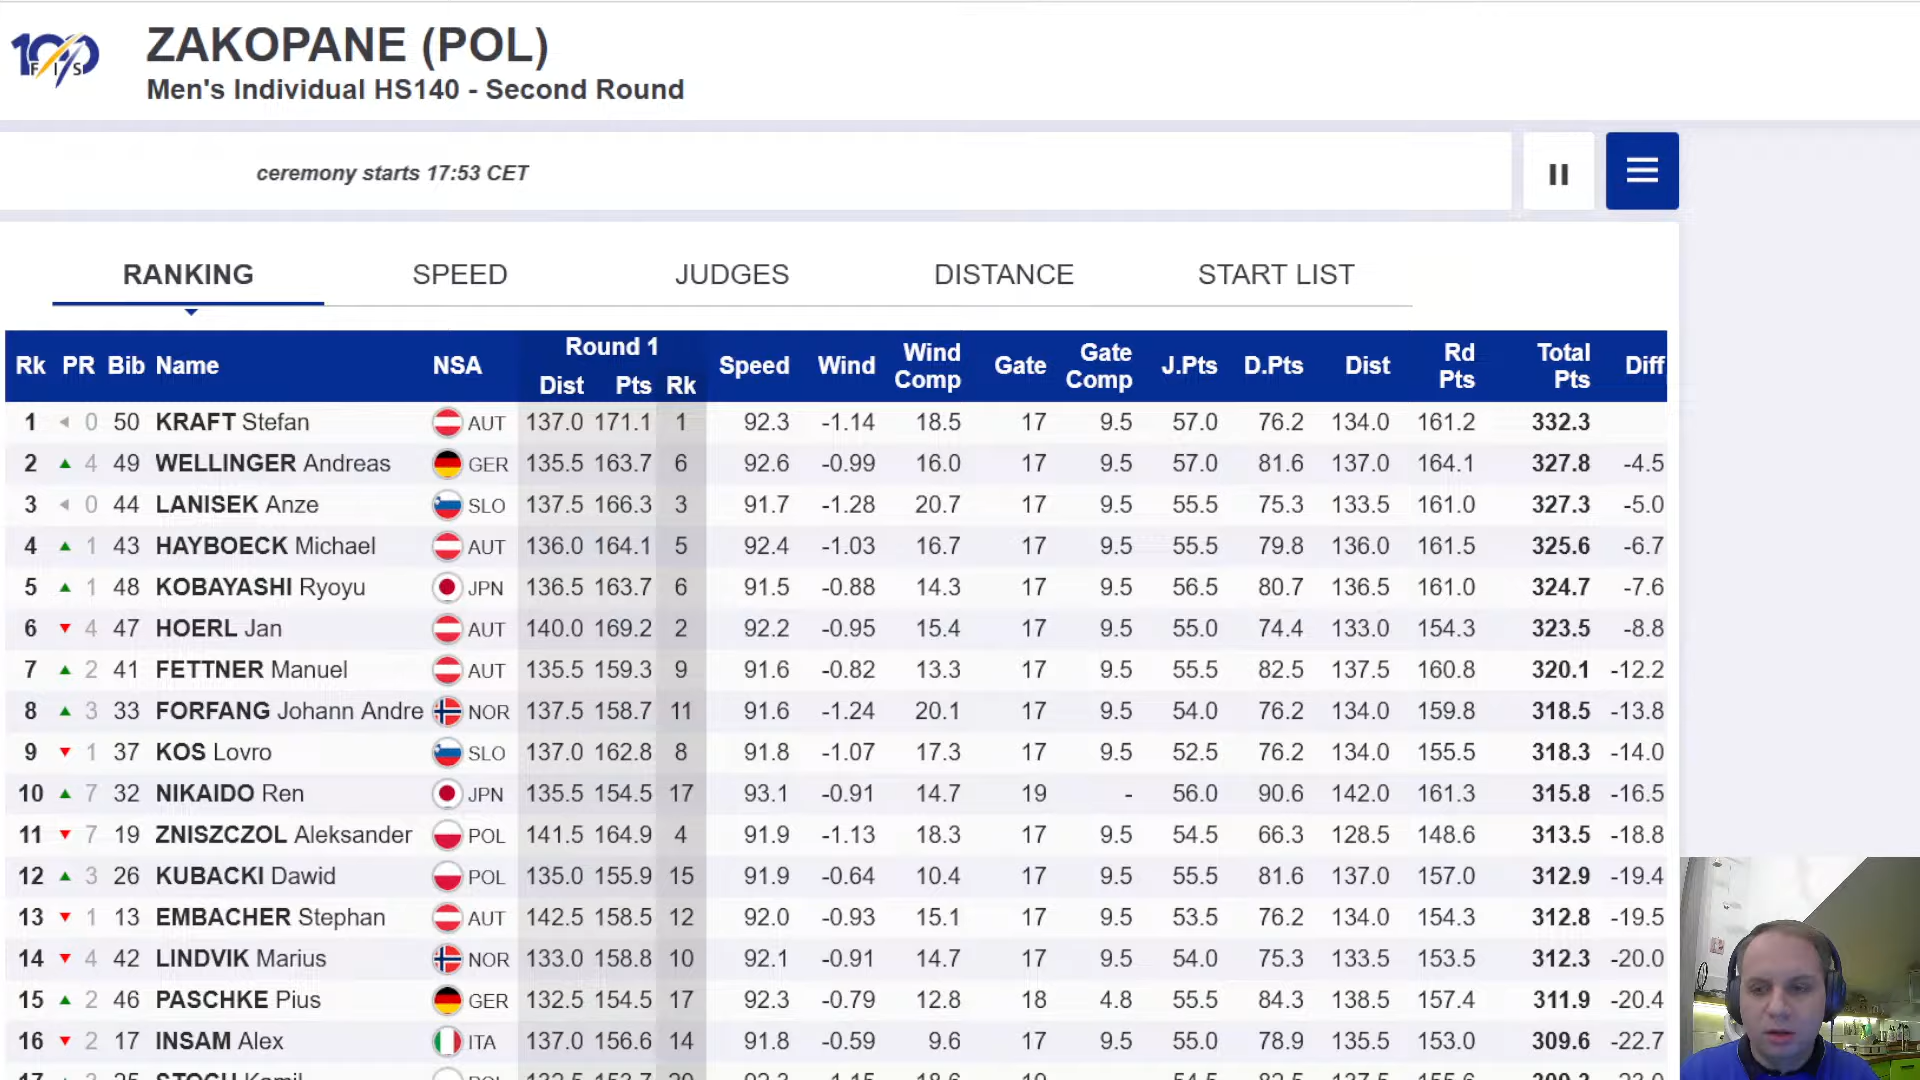 100
FIS
ZAKOPANE (POL)
Men's Individual HS140 - Second Round
ceremony starts 17:53 CET
RANKING SPEED JUDGES DISTANCE START LIST
Rk PR Bib Name NSA Round 1 Dist Pts Rk Speed Wind Wind Comp Gate Gate Comp J.Pts D.Pts Dist Rd Pts Total Pts Diff
1 0 50 KRAFT Stefan AUT 137.0 171.1 1 92.3 -1.14 18.5 17 9.5 57.0 76.2 134.0 161.2 332.3
2 4 49 WELLINGER Andreas GER 135.5 163.7 6 92.6 -0.99 16.0 17 9.5 57.0 81.6 137.0 164.1 327.8 -4.5
3 0 44 LANISEK Anze SLO 137.5 166.3 3 91.7 -1.28 20.7 17 9.5 55.5 75.3 133.5 161.0 327.3 -5.0
4 1 43 HAYBOECK Michael AUT 136.0 164.1 5 92.4 -1.03 16.7 17 9.5 55.5 79.8 136.0 161.5 325.6 -6.7
5 1 48 KOBAYASHI Ryoyu JPN 136.5 163.7 6 91.5 -0.88 14.3 17 9.5 56.5 80.7 136.5 161.0 324.7 -7.6
6 4 47 HOERL Jan AUT 140.0 169.2 2 92.2 -0.95 15.4 17 9.5 55.0 74.4 133.0 154.3 323.5 -8.8
7 2 41 FETTNER Manuel AUT 135.5 159.3 9 91.6 -0.82 13.3 17 9.5 55.5 82.5 137.5 160.8 320.1 -12.2
8 3 33 FORFANG Johann Andre NOR 137.5 158.7 11 91.6 -1.24 20.1 17 9.5 54.0 76.2 134.0 159.8 318.5 -13.8
9 1 37 KOS Lovro SLO 137.0 162.8 8 91.8 -1.07 17.3 17 9.5 52.5 76.2 134.0 155.5 318.3 -14.0
10 7 32 NIKAIDO Ren JPN 135.5 154.5 17 93.1 -0.91 14.7 19 - 56.0 90.6 142.0 161.3 315.8 -16.5
11 7 19 ZNISZCZOL Aleksander POL 141.5 164.9 4 91.9 -1.13 18.3 17 9.5 54.5 66.3 128.5 148.6 313.5 -18.8
12 3 26 KUBACKI Dawid POL 135.0 155.9 15 91.9 -0.64 10.4 17 9.5 55.5 81.6 137.0 157.0 312.9 -19.4
13 1 13 EMBACHER Stephan AUT 142.5 158.5 12 92.0 -0.93 15.1 17 9.5 53.5 76.2 134.0 154.3 312.8 -19.5
14 4 42 LINDVIK Marius NOR 133.0 158.8 10 92.1 -0.91 14.7 17 9.5 54.0 75.3 133.5 153.5 312.3 -20.0
15 2 46 PASCHKE Pius GER 132.5 154.5 17 92.3 -0.79 12.8 18 4.8 55.5 84.3 138.5 157.4 311.9 -20.4
16 2 17 INSAM Alex ITA 137.0 156.6 14 91.8 -0.59 9.6 17 9.5 55.0 78.9 135.5 153.0 309.6 -22.7